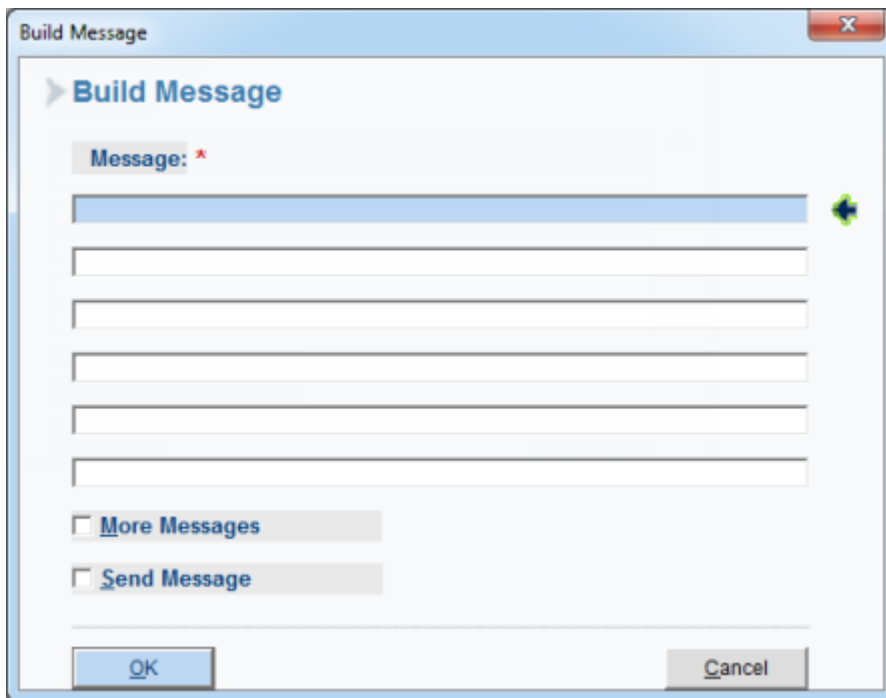 Build Message
Build Message
Message: *
More Messages
Send Message
OK
Cancel